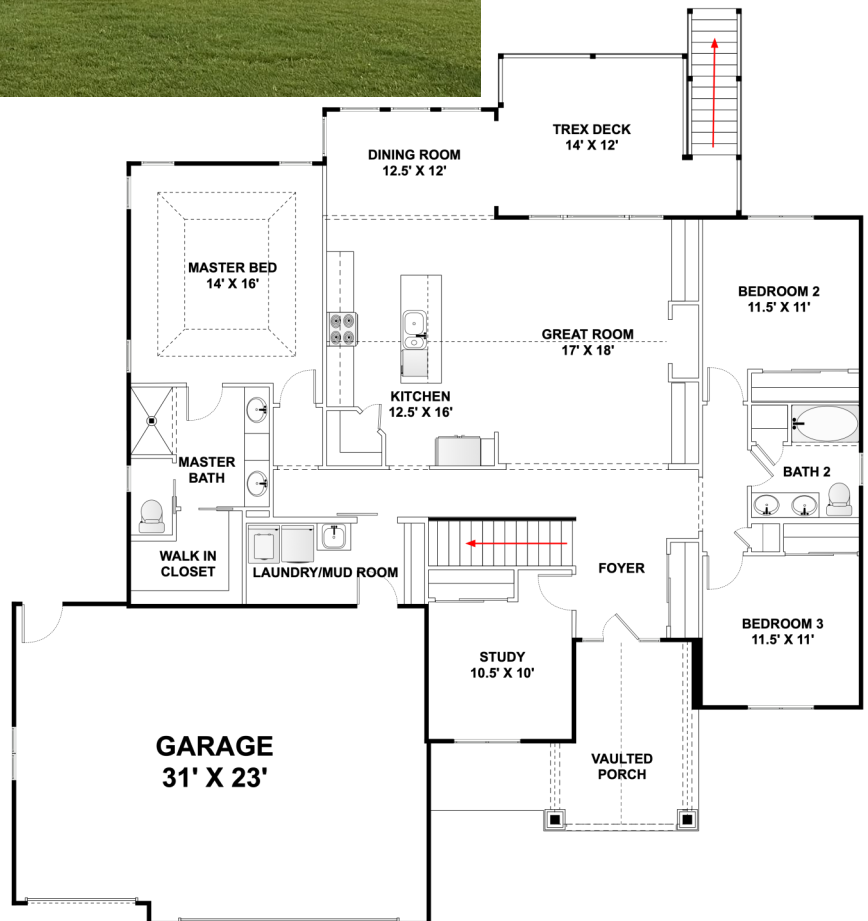 TREX DECK
14' X 12'
DINING ROOM
12.5' X 12'
MASTER BED
14' X 16'
BEDROOM 2
11.5' X 11'
GREAT ROOM
17' X 18'
KITCHEN
12.5' X 16'
MASTER
BATH
BATH 2
WALK IN
CLOSET
LAUNDRY/MUD ROOM
FOYER
BEDROOM 3
11.5' X 11'
STUDY
10.5' X 10'
GARAGE
31' X 23'
VAULTED
PORCH